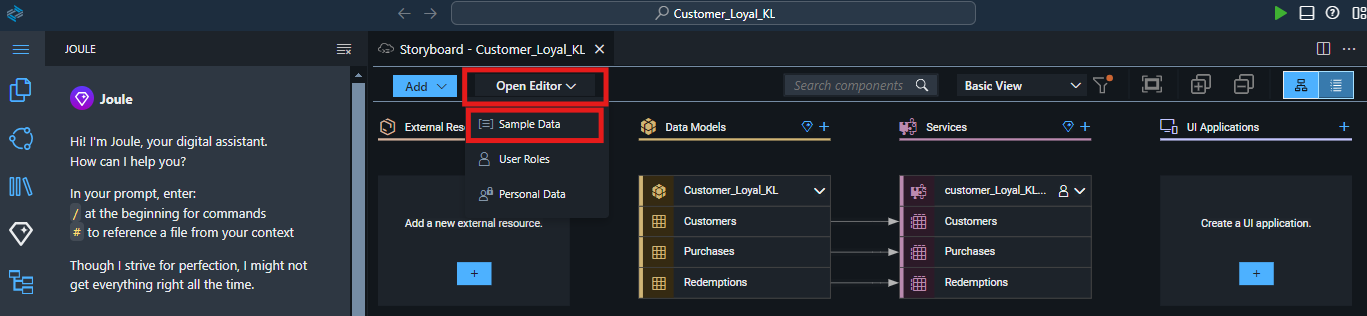 Customer_Loyal_KL
JOULE
Storyboard - Customer_Loyal_KL
Joule
Hi! I'm Joule, your digital assistant.
How can I help you?
In your prompt, enter:
/ at the beginning for commands
# to reference a file from your context
Though I strive for perfection, I might not
get everything right all the time.
Add
Open Editor
Search components
Basic View
Sample Data
User Roles
Personal Data
External Res
Data Models
Services
UI Applications
Add a new external resource.
+
Customer_Loyal_KL
Customers
Purchases
Redemptions
customer_Loyal_KL...
Customers
Purchases
Redemptions
Create a UI application.
+